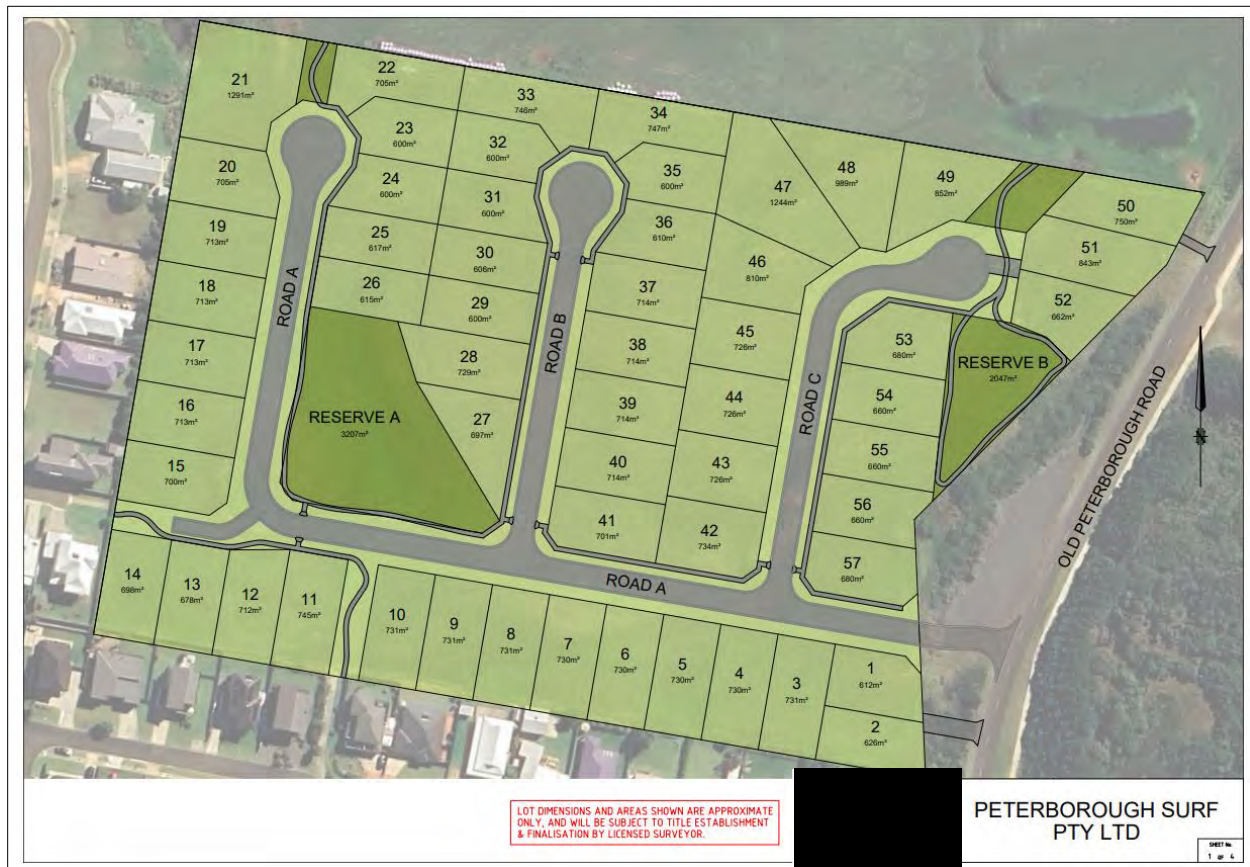 21
1291m²
22
705m²
33
746m²
34
747m²
23
600m²
32
600m²
35
600m²
48
989m²
49
852m²
20
705m²
24
600m²
31
600m²
47
1244m²
50
750m²
19
713m²
25
617m²
30
606m²
36
610m²
46
810m²
51
843m²
18
713m²
26
615m²
29
600m²
37
714m²
52
662m²
ROAD A
ROAD B
ROAD C
17
713m²
28
729m²
38
714m²
45
726m²
53
680m²
RESERVE B
2047m²
16
713m²
RESERVE A
3207m²
27
697m²
39
714m²
44
726m²
54
660m²
OLD PETERBOROUGH ROAD
N
15
700m²
40
714m²
43
726m²
55
660m²
41
701m²
42
734m²
56
660m²
57
680m²
ROAD A
14
698m²
13
678m²
12
712m²
11
745m²
10
731m²
9
731m²
8
731m²
7
730m²
6
730m²
5
730m²
4
730m²
3
731m²
1
612m²
2
626m²
LOT DIMENSIONS AND AREAS SHOWN ARE APPROXIMATE
ONLY, AND WILL BE SUBJECT TO TITLE ESTABLISHMENT
& FINALISATION BY LICENSED SURVEYOR.
PETERBOROUGH SURF
PTY LTD
SHEET No.
1 OF 4